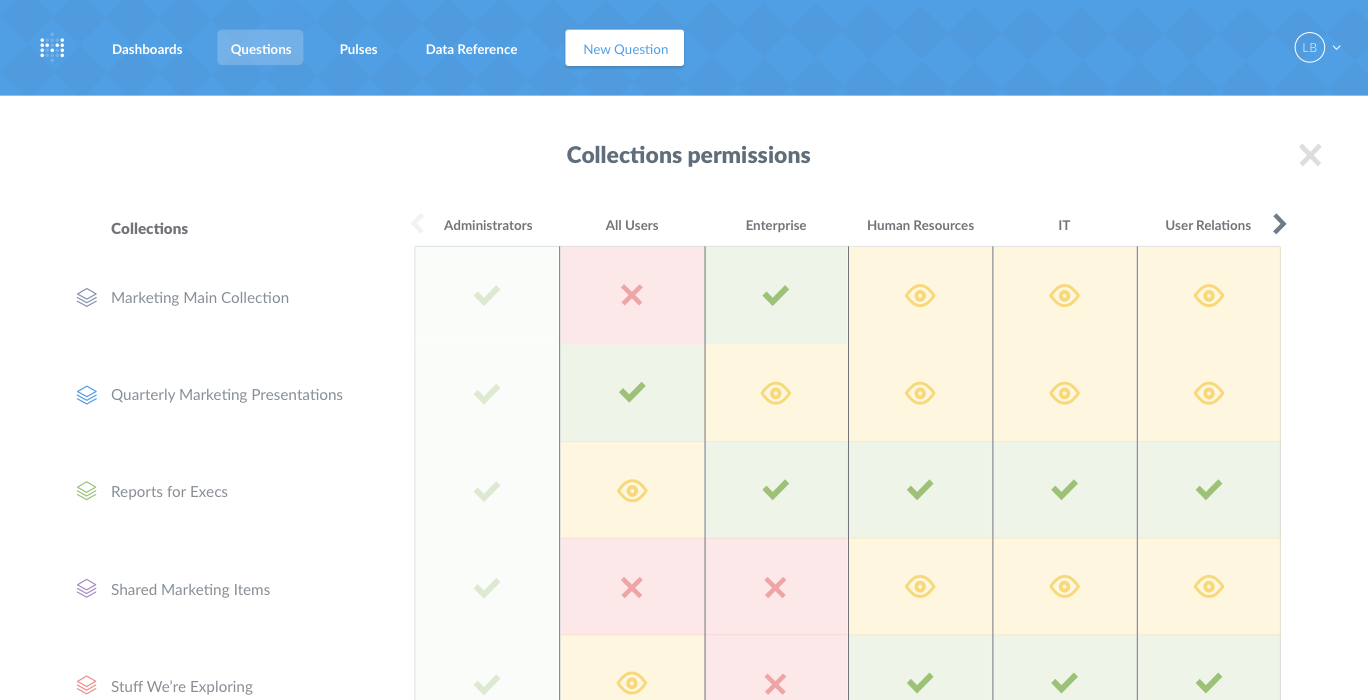 Dashboards Questions Pulses Data Reference New Question LB
Collections permissions
Collections Administrators All Users Enterprise Human Resources IT User Relations
Marketing Main Collection
Quarterly Marketing Presentations
Reports for Execs
Shared Marketing Items
Stuff We’re Exploring